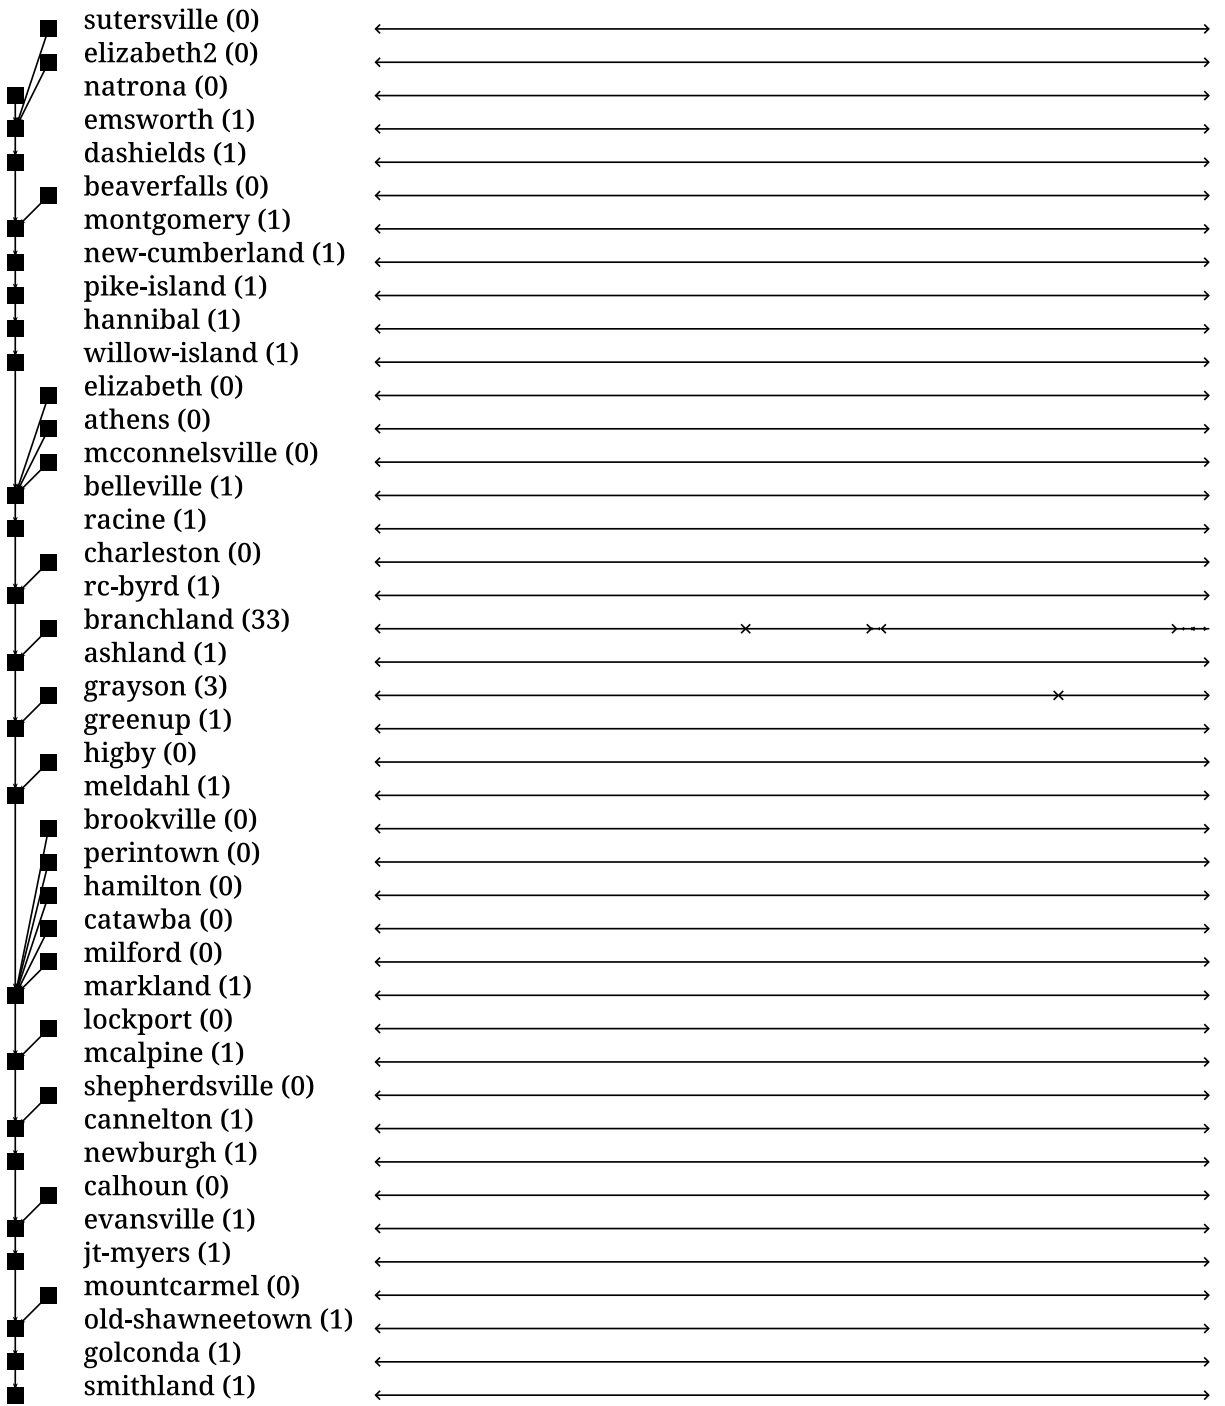 sutersville (0)
elizabeth2 (0)
natrona (0)
emsworth (1)
dashields (1)
beaverfalls (0)
montgomery (1)
new-cumberland (1)
pike-island (1)
hannibal (1)
willow-island (1)
elizabeth (0)
athens (0)
mcconnelsville (0)
belleville (1)
racine (1)
charleston (0)
rc-byrd (1)
branchland (33)
ashland (1)
grayson (3)
greenup (1)
higby (0)
meldahl (1)
brookville (0)
perintown (0)
hamilton (0)
catawba (0)
milford (0)
markland (1)
lockport (0)
mcalpine (1)
shepherdsville (0)
cannelton (1)
newburgh (1)
calhoun (0)
evansville (1)
jt-myers (1)
mountcarmel (0)
old-shawneetown (1)
golconda (1)
smithland (1)